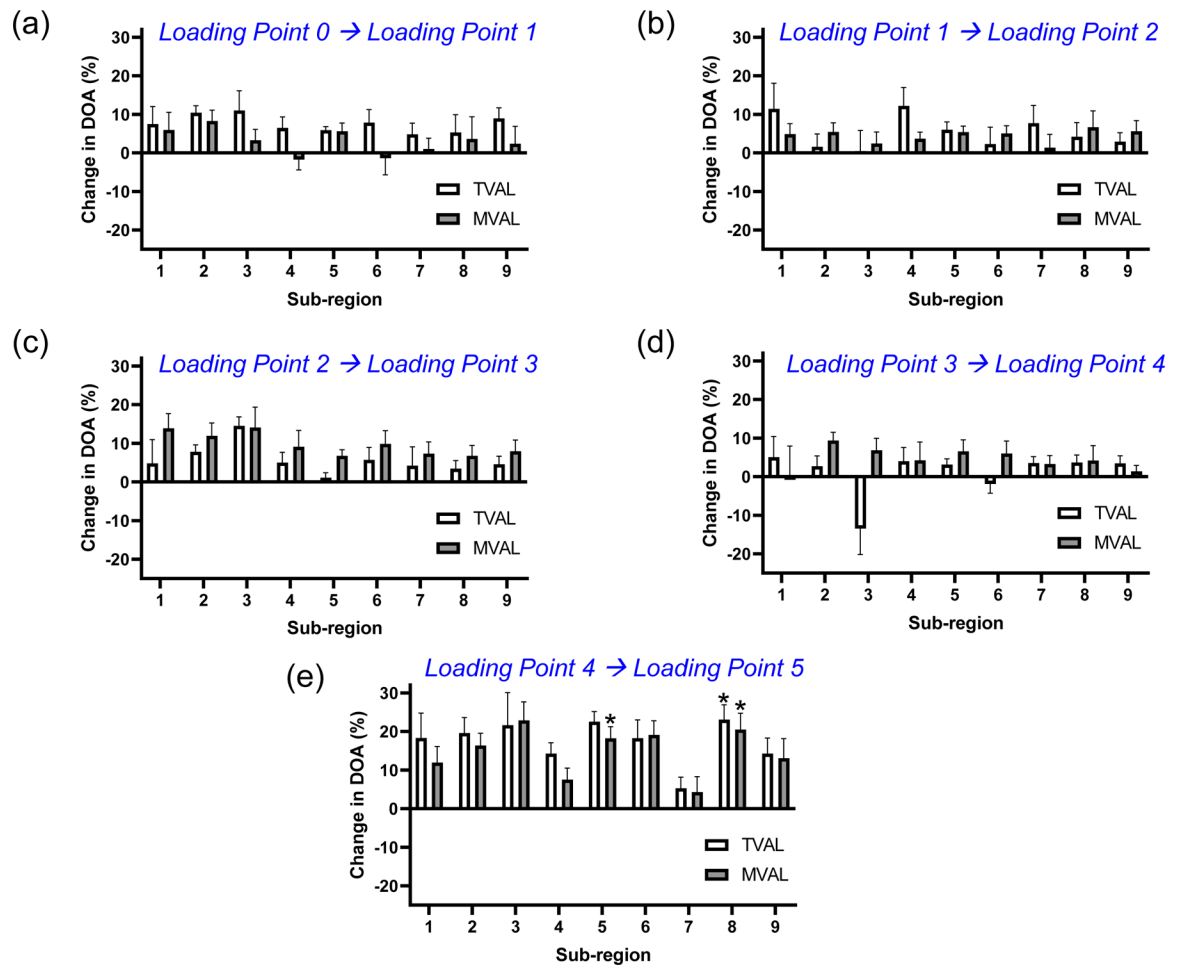 (a)
Loading Point 0 → Loading Point 1
Change in DOA (%)
30
20
10
0
-10
-20
TVAL
MVAL
1 2 3 4 5 6 7 8 9
Sub-region
(b)
Loading Point 1 → Loading Point 2
Change in DOA (%)
30
20
10
0
-10
-20
TVAL
MVAL
1 2 3 4 5 6 7 8 9
Sub-region
(c)
Loading Point 2 → Loading Point 3
Change in DOA (%)
30
20
10
0
-10
-20
TVAL
MVAL
1 2 3 4 5 6 7 8 9
Sub-region
(d)
Loading Point 3 → Loading Point 4
Change in DOA (%)
30
20
10
0
-10
-20
TVAL
MVAL
1 2 3 4 5 6 7 8 9
Sub-region
(e)
Loading Point 4 → Loading Point 5
Change in DOA (%)
30
20
10
0
-10
-20
* * *
TVAL
MVAL
1 2 3 4 5 6 7 8 9
Sub-region